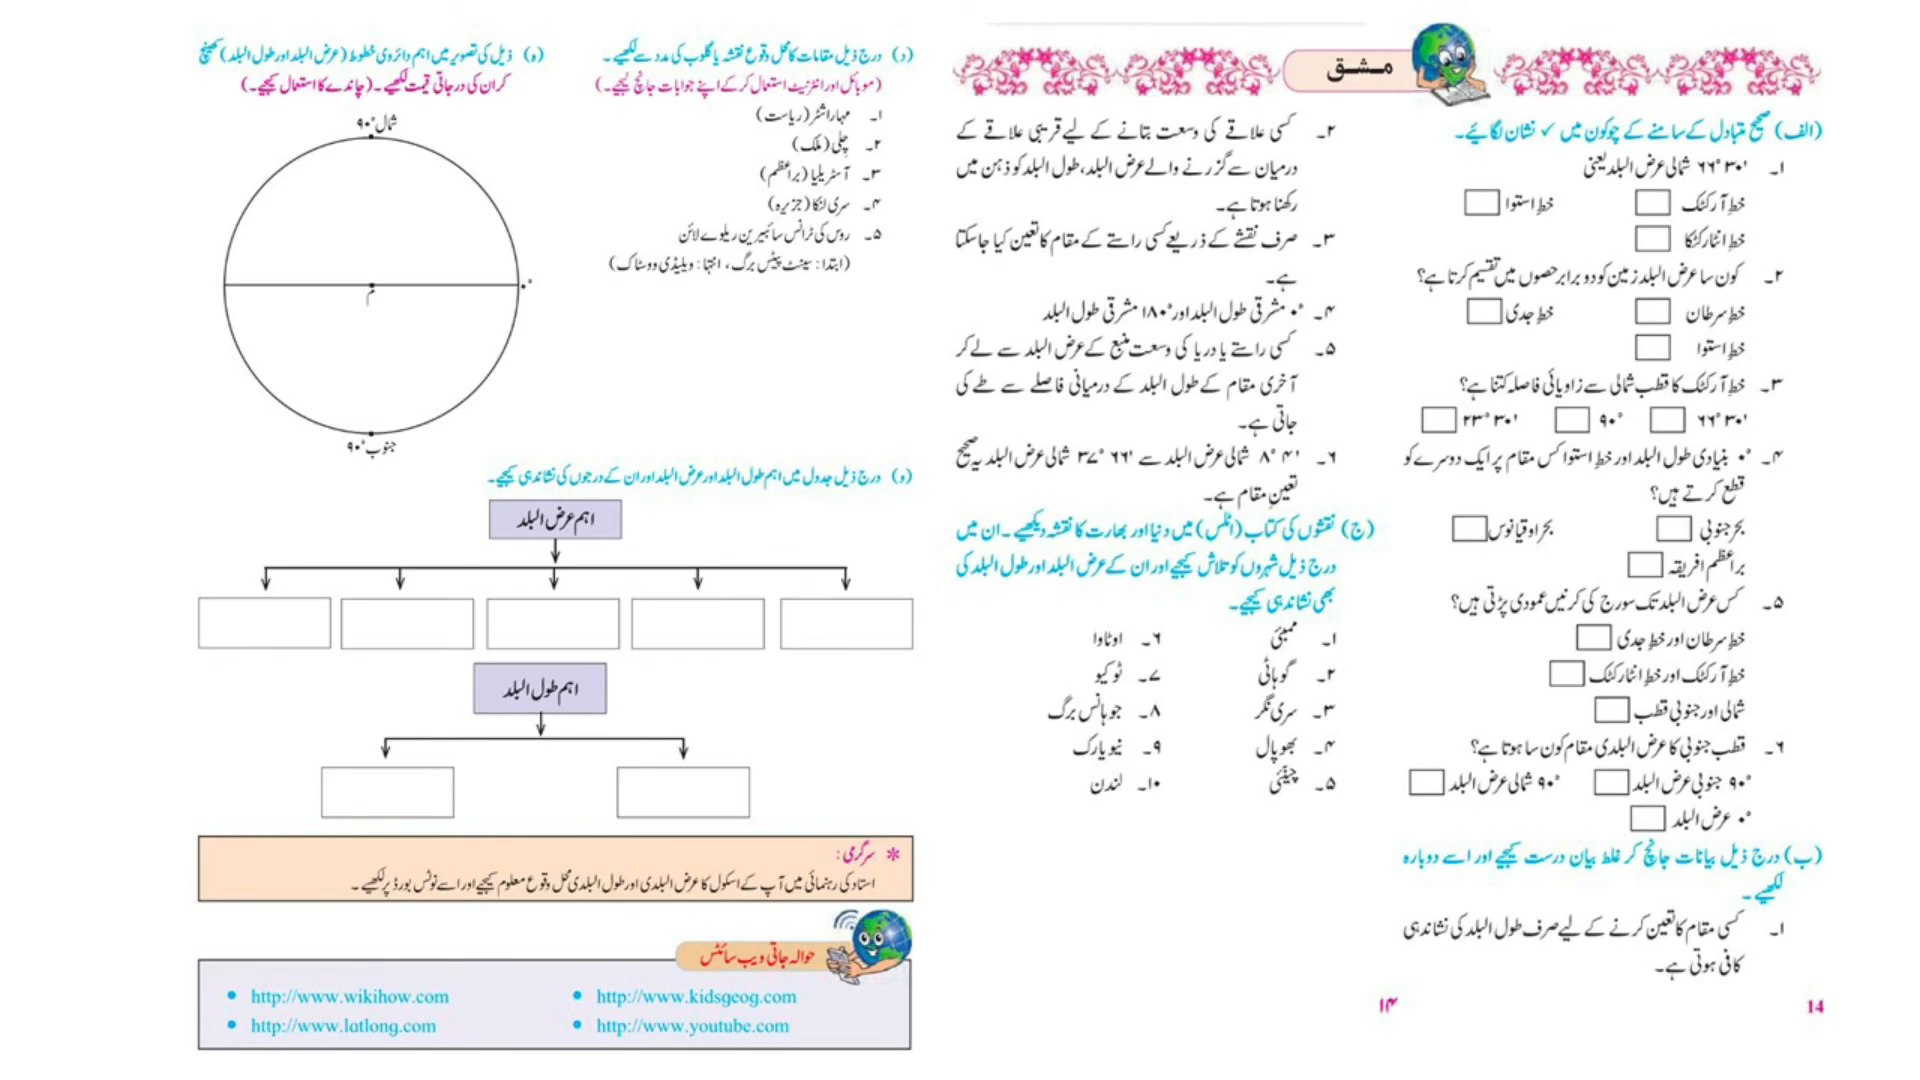 مشق
(الف) صحیح متبادل کے سامنے کے چوکون میں ✓ نشان لگائیے۔
۱۔ ۶۶°۳۰' شمالی عرض البلد یعنی
خطِ آرکٹک خطِ استوا
خطِ انٹارکٹکا
۲۔ کون سا عرض البلد زمین کو دو برابر حصوں میں تقسیم کرتا ہے؟
خطِ سرطان خطِ جدی
خطِ استوا
۳۔ خطِ آرکٹک کا قطب شمالی سے زاویائی فاصلہ کتنا ہے؟
۶۶°۳۰' ۹۰° ۲۳°۳۰'
۴۔ ۰° بنیادی طول البلد اور خطِ استوا کس مقام پر ایک دوسرے کو
قطع کرتے ہیں؟
بحر جنوبی بحر اوقیانوس
براعظم افریقہ
۵۔ کس عرض البلد تک سورج کی کرنیں عمودی پڑتی ہیں؟
خطِ سرطان اور خطِ جدی
خطِ آرکٹک اور خطِ انٹارکٹک
شمالی اور جنوبی قطب
۶۔ قطب جنوبی کا عرض البلدی مقام کون سا ہوتا ہے؟
۹۰° جنوبی عرض البلد ۹۰° شمالی عرض البلد
۰° عرض البلد
(ب) درج ذیل بیانات جانچ کر غلط بیان درست کیجیے اور اسے دوبارہ
لکھیے۔
۱۔ کسی مقام کا تعین کرنے کے لیے صرف طول البلد کی نشاندہی
کافی ہوتی ہے۔
۲۔ کسی علاقے کی وسعت بتانے کے لیے قریبی علاقے کے
درمیان سے گزرنے والے عرض البلد، طول البلد کو ذہن میں
رکھنا ہوتا ہے۔
۳۔ صرف نقشے کے ذریعے کسی راستے کے مقام کا تعین کیا جاسکتا
ہے۔
۴۔ ۰° مشرقی طول البلد اور ۱۸۰° مشرقی طول البلد
۵۔ کسی راستے یا دریا کی وسعت منبع کے عرض البلد سے لے کر
آخری مقام کے طول البلد کے درمیانی فاصلے سے طے کی
جاتی ہے۔
۶۔ ۸°۴' شمالی عرض البلد سے ۳۷°۶۶' شمالی عرض البلد یہ صحیح
تعینِ مقام ہے۔
(ج) نقشوں کی کتاب (اٹلس) میں دنیا اور بھارت کا نقشہ دیکھیے۔ ان میں
درج ذیل شہروں کو تلاش کیجیے اور ان کے عرض البلد اور طول البلد کی
بھی نشاندہی کیجیے۔
۱۔ ممبئی ۶۔ اوٹاوا
۲۔ گوہاٹی ۷۔ ٹوکیو
۳۔ سری نگر ۸۔ جوہانس برگ
۴۔ بھوپال ۹۔ نیویارک
۵۔ چینئی ۱۰۔ لندن
۱۴
14
(د) درج ذیل مقامات کا محل وقوع نقشہ یا گلوب کی مدد سے لکھیے۔
(موبائل اور انٹرنیٹ استعمال کرکے اپنے جوابات جانچ لیجیے۔)
۱۔ مہاراشٹر (ریاست)
۲۔ چلی (ملک)
۳۔ آسٹریلیا (براعظم)
۴۔ سری لنکا (جزیرہ)
۵۔ روس کی ٹرانس سائبیرین ریلوے لائن
(ابتدا: سینٹ پیٹس برگ، انتہا: ویلیڈی ووسٹاک)
(ہ) ذیل کی تصویر میں اہم دائروی خطوط (عرض البلد اور طول البلد) کھینچ
کر ان کی درجاتی قیمت لکھیے۔ (چاندے کا استعمال کیجیے۔)
شمال ۹۰°
۰°
م
جنوب ۹۰°
(و) درج ذیل جدول میں اہم طول البلد اور عرض البلد اور ان کے درجوں کی نشاندہی کیجیے۔
اہم عرض البلد
اہم طول البلد
* سرگرمی :
استاد کی رہنمائی میں آپ کے اسکول کا عرض البلدی اور طول البلدی محل وقوع معلوم کیجیے اور اسے نوٹس بورڈ پر لکھیے۔
حوالہ جاتی ویب سائٹس
• http://www.wikihow.com • http://www.kidsgeog.com
• http://www.latlong.com • http://www.youtube.com